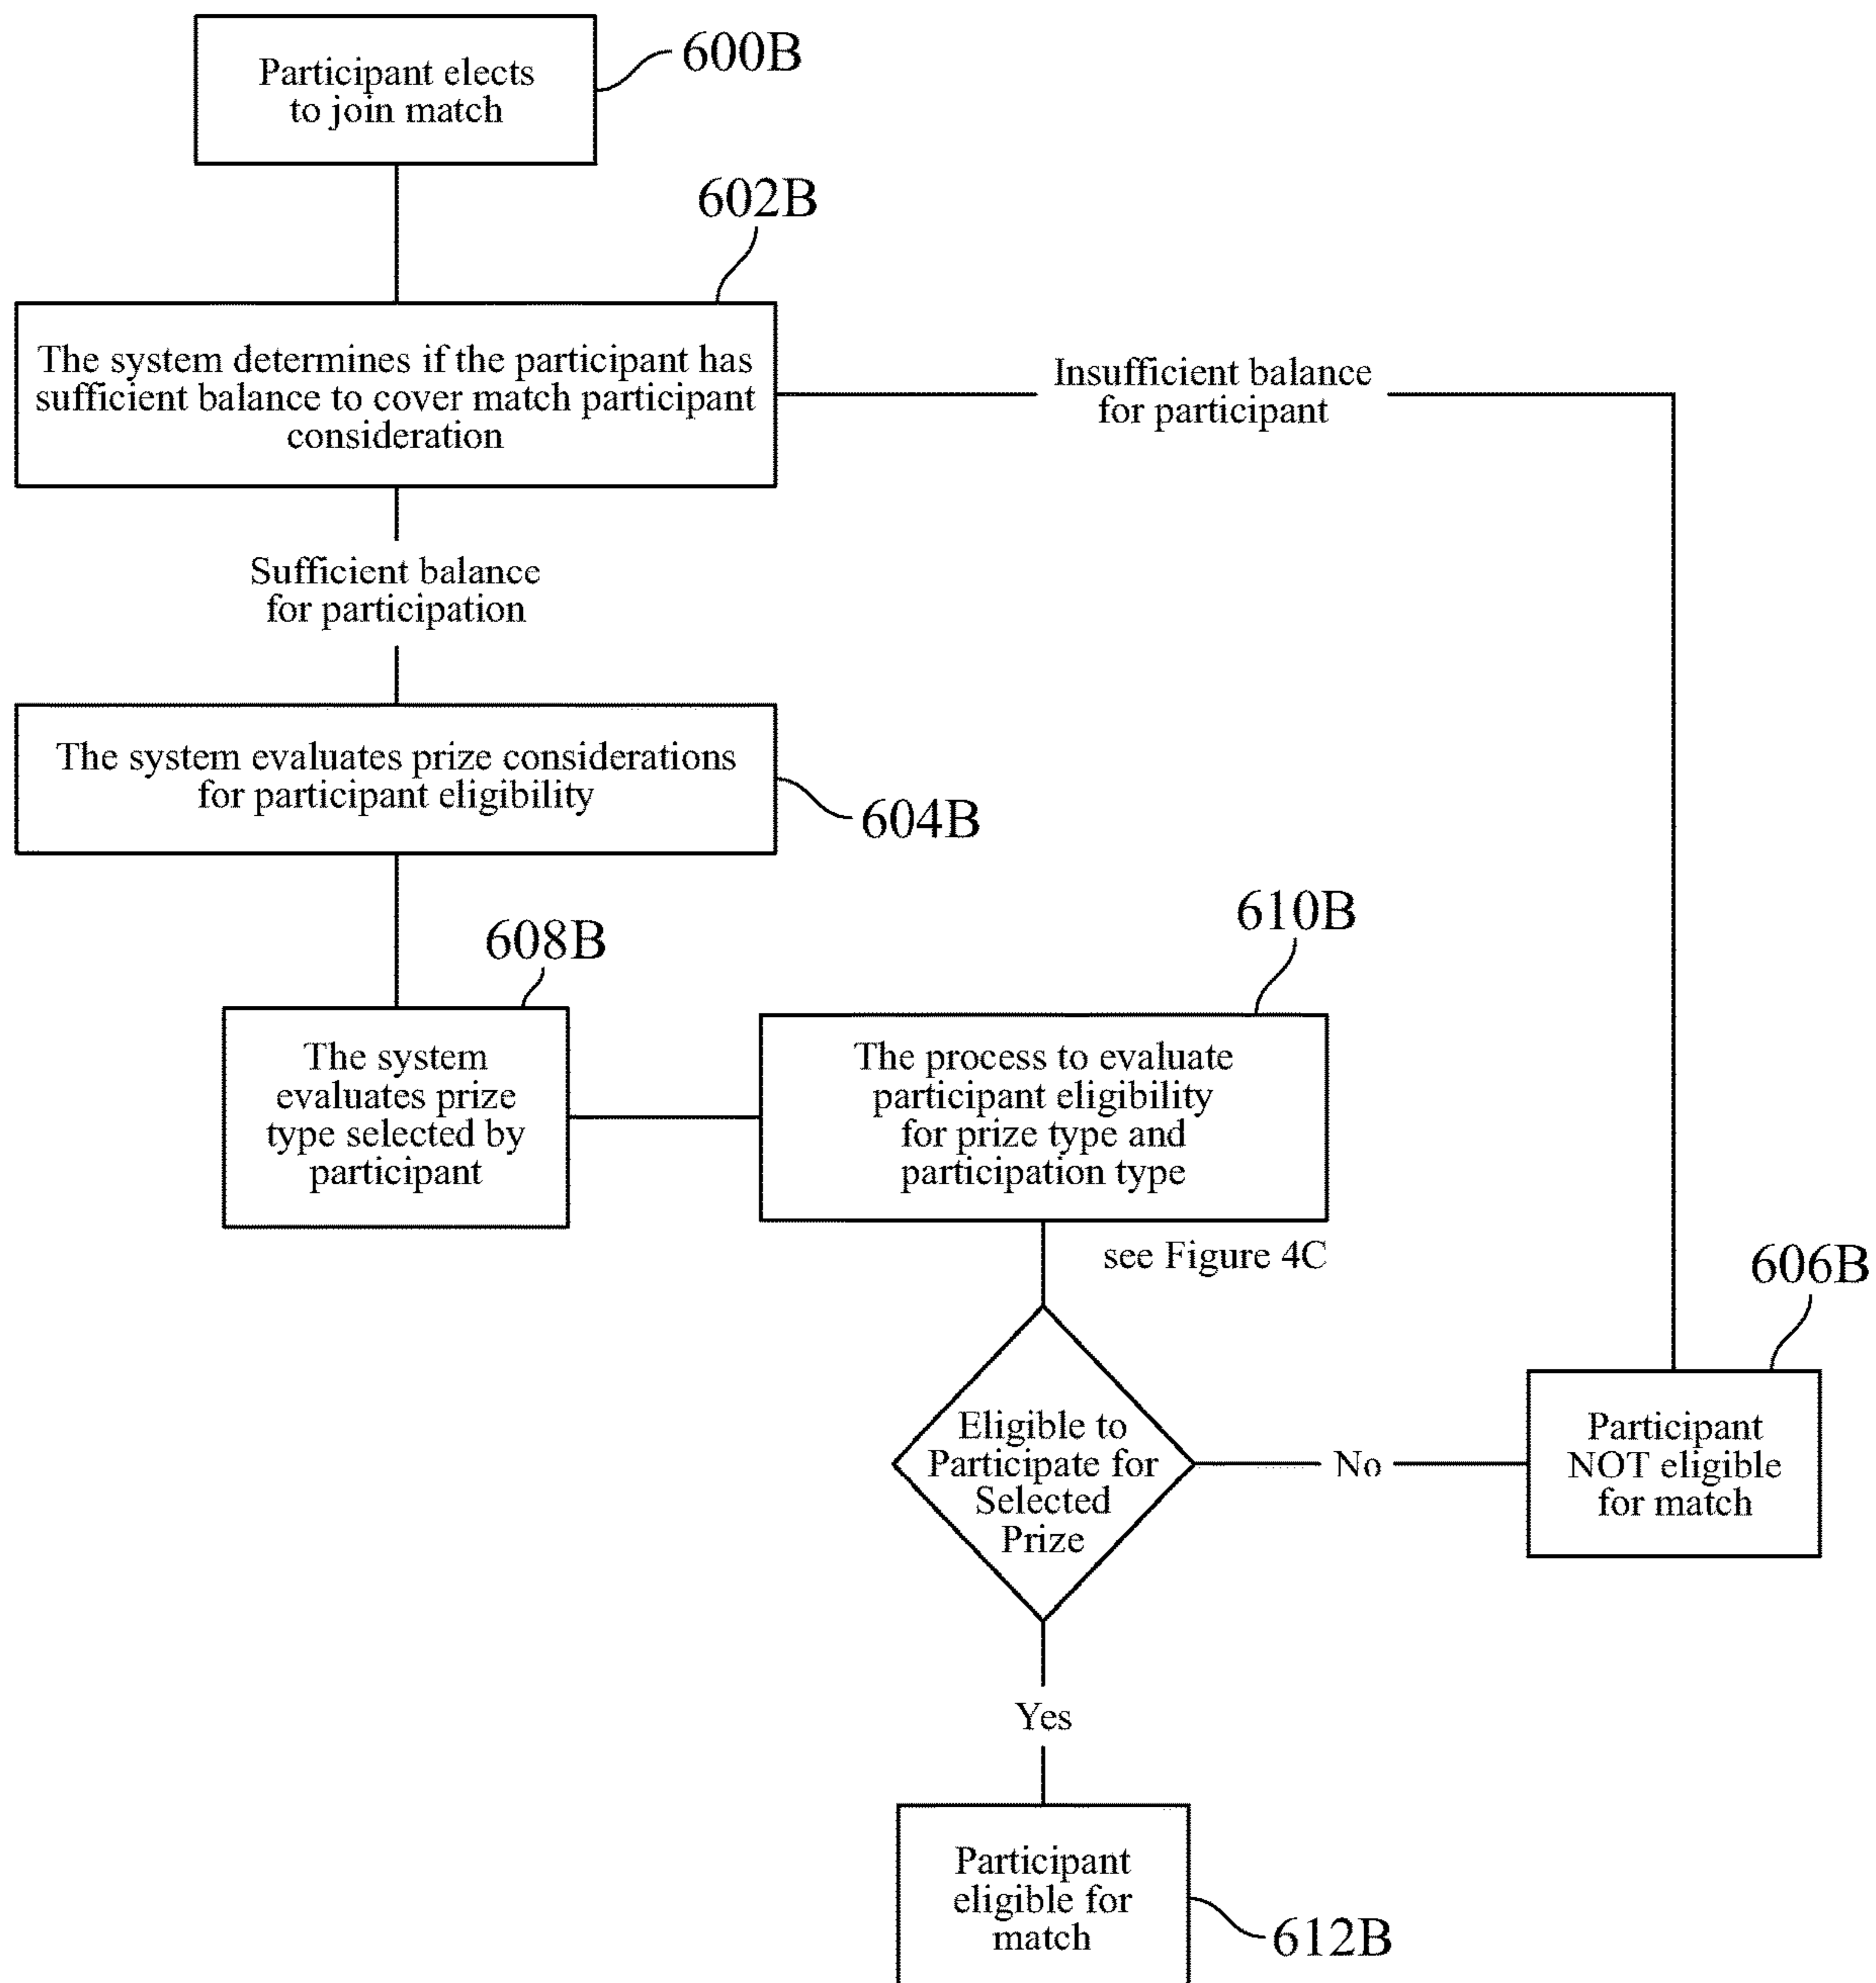 Participant elects
to join match
600B
602B
The system determines if the participant has
sufficient balance to cover match participant
consideration
Insufficient balance
for participant
Sufficient balance
for participation
The system evaluates prize considerations
for participant eligibility
604B
608B
610B
The system
evaluates prize
type selected by
participant
The process to evaluate
participant eligibility
for prize type and
participation type
see Figure 4C
606B
Eligible to
Participate for
Selected
Prize
No
Participant
NOT eligible
for match
Yes
Participant
eligible for
match
612B